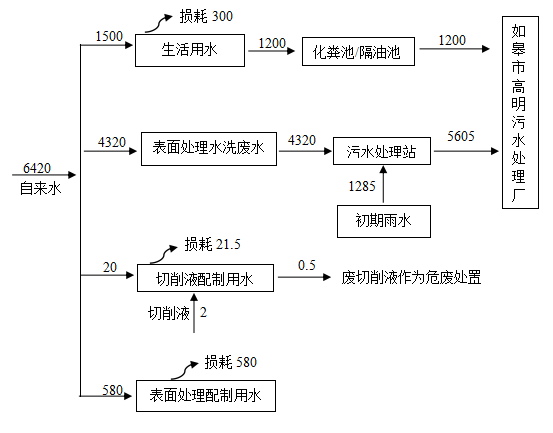 损耗 300
1500
生活用水
1200
化粪池/隔油池
1200
如皋市高明污水处理厂
4320
表面处理水洗废水
4320
污水处理站
5605
6420
自来水
1285
初期雨水
损耗 21.5
20
切削液配制用水
0.5
废切削液作为危废处置
切削液
2
损耗 580
580
表面处理配制用水